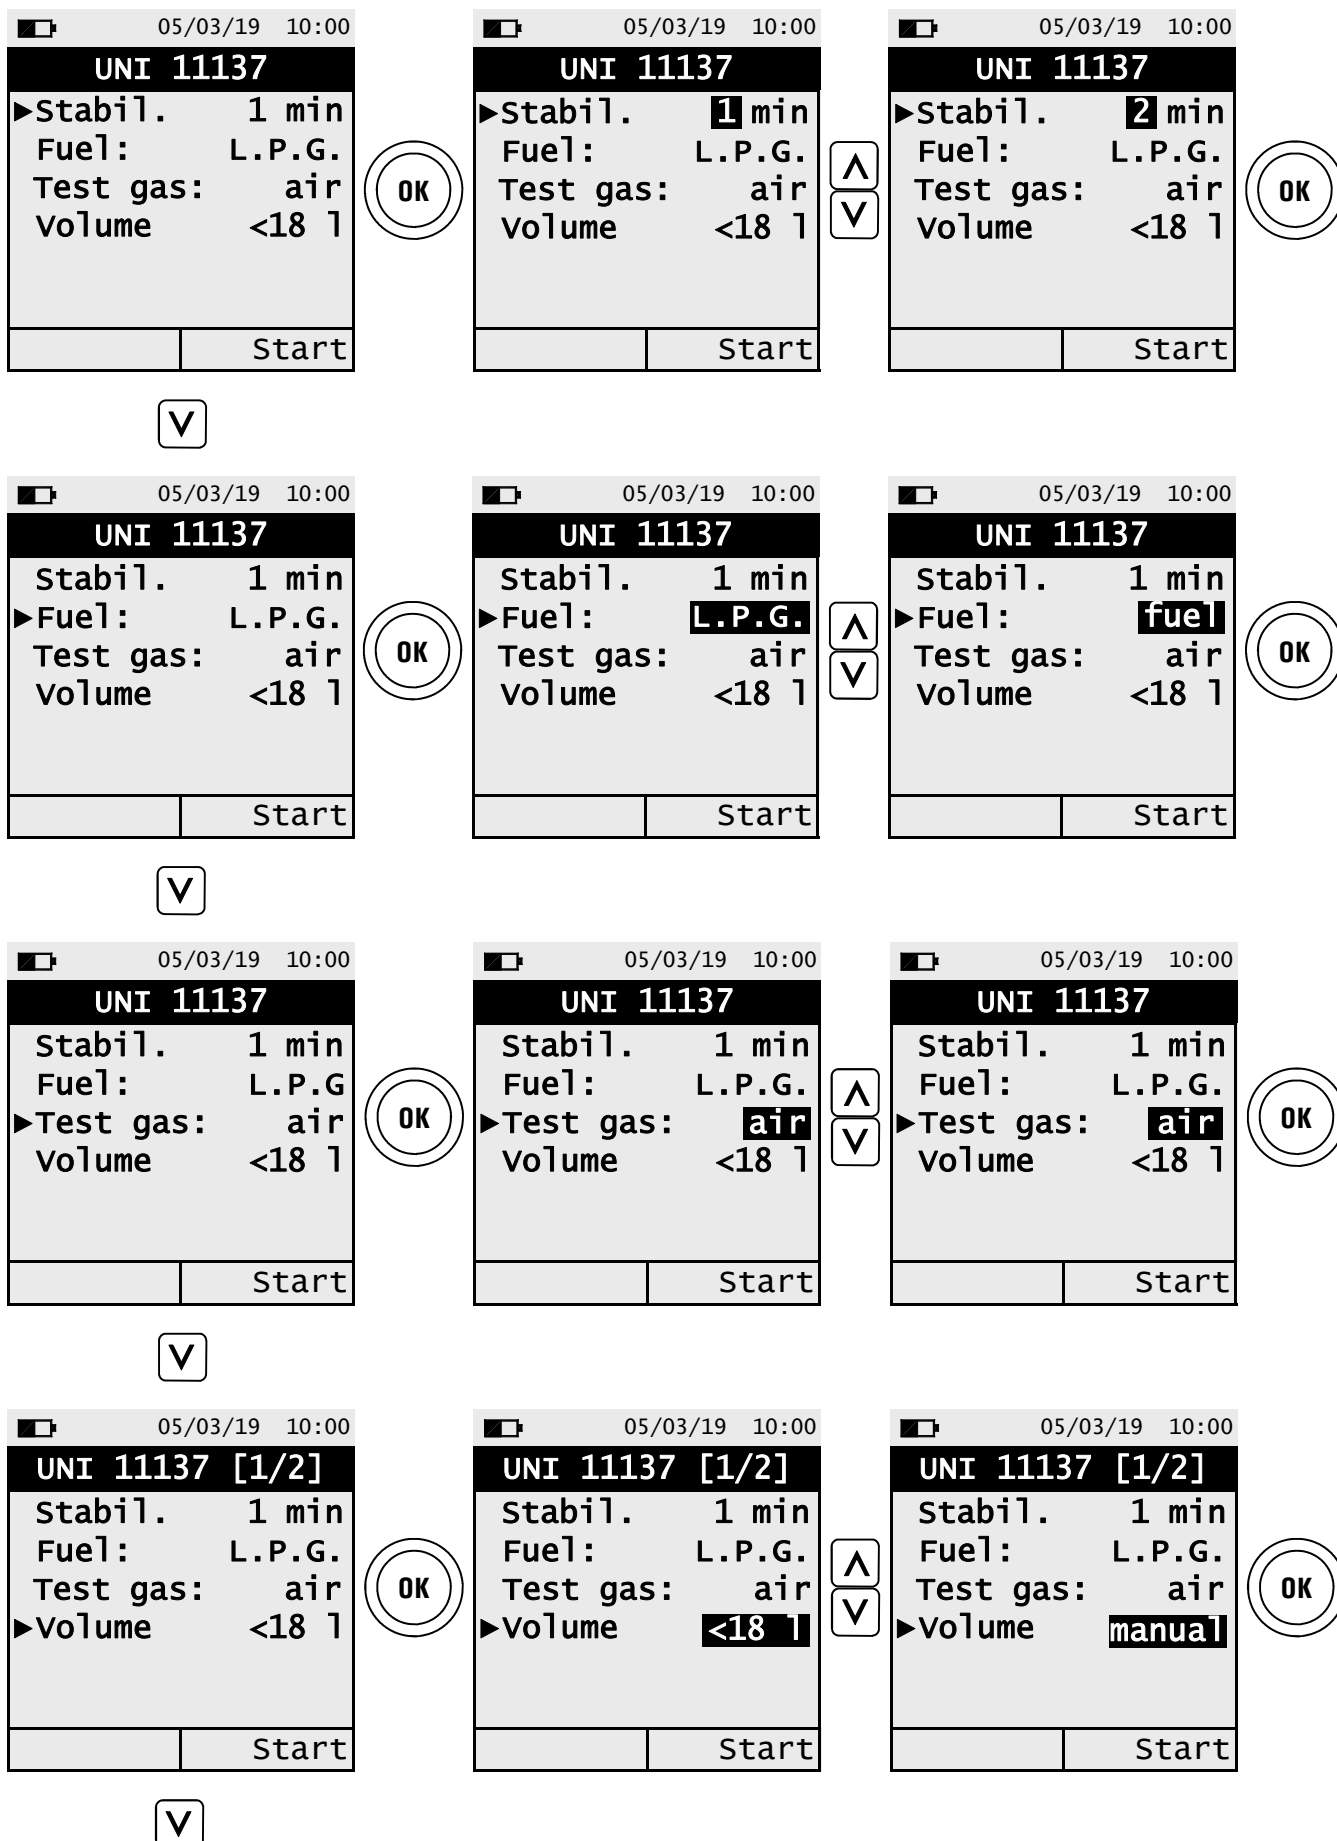 05/03/19 10:00
UNI 11137
►Stabil. 1 min
Fuel: L.P.G.
Test gas: air
Volume <18 l
Start
OK
05/03/19 10:00
UNI 11137
►Stabil. 1 min
Fuel: L.P.G.
Test gas: air
Volume <18 l
Start
05/03/19 10:00
UNI 11137
►Stabil. 2 min
Fuel: L.P.G.
Test gas: air
Volume <18 l
Start
OK
05/03/19 10:00
UNI 11137
Stabil. 1 min
►Fuel: L.P.G.
Test gas: air
Volume <18 l
Start
OK
05/03/19 10:00
UNI 11137
Stabil. 1 min
►Fuel: L.P.G.
Test gas: air
Volume <18 l
Start
05/03/19 10:00
UNI 11137
Stabil. 1 min
►Fuel: fuel
Test gas: air
Volume <18 l
Start
OK
05/03/19 10:00
UNI 11137
Stabil. 1 min
Fuel: L.P.G
►Test gas: air
Volume <18 l
Start
OK
05/03/19 10:00
UNI 11137
Stabil. 1 min
Fuel: L.P.G.
►Test gas: air
Volume <18 l
Start
05/03/19 10:00
UNI 11137
Stabil. 1 min
Fuel: L.P.G.
►Test gas: air
Volume <18 l
Start
OK
05/03/19 10:00
UNI 11137 [1/2]
Stabil. 1 min
Fuel: L.P.G.
Test gas: air
►Volume <18 l
Start
OK
05/03/19 10:00
UNI 11137 [1/2]
Stabil. 1 min
Fuel: L.P.G.
Test gas: air
►Volume <18 l
Start
05/03/19 10:00
UNI 11137 [1/2]
Stabil. 1 min
Fuel: L.P.G.
Test gas: air
►Volume manual
Start
OK